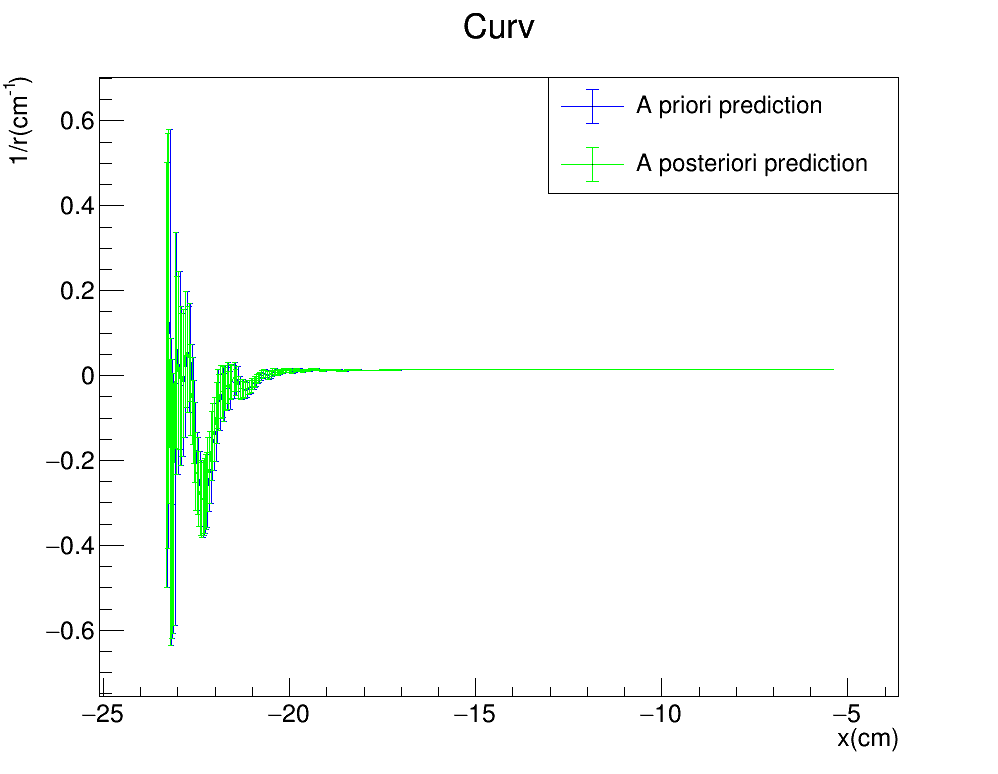 Curv
1/r(cm⁻¹)
A priori prediction
A posteriori prediction
0.6
0.4
0.2
0
−0.2
−0.4
−0.6
−25 −20 −15 −10 −5
x(cm)